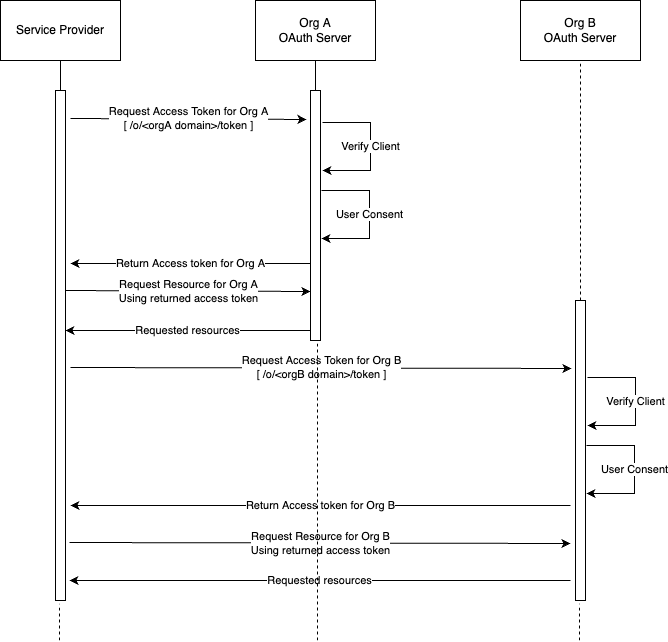 Service Provider
Org A
OAuth Server
Org B
OAuth Server
Request Access Token for Org A
[ /o/<orgA domain>/token ]
Verify Client
User Consent
Return Access token for Org A
Request Resource for Org A
Using returned access token
Requested resources
Request Access Token for Org B
[ /o/<orgB domain>/token ]
Verify Client
User Consent
Return Access token for Org B
Request Resource for Org B
Using returned access token
Requested resources